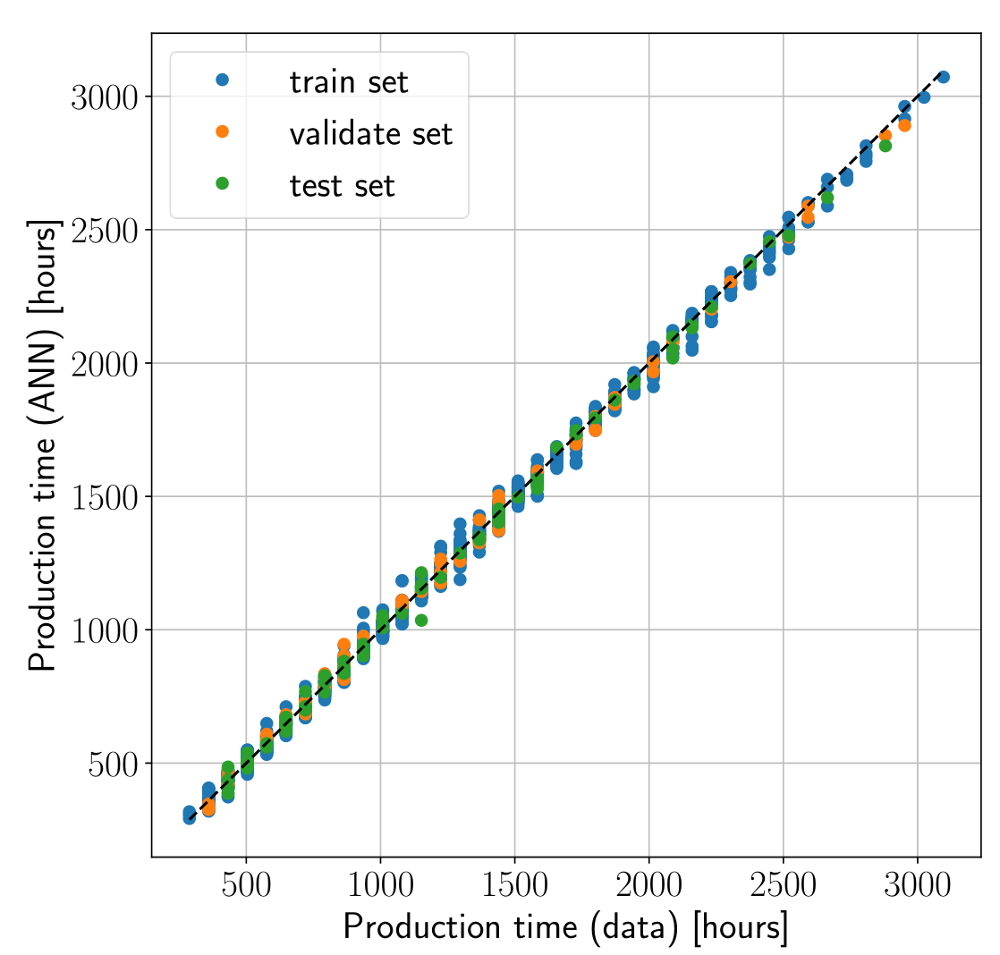 train set
validate set
test set
3000
2500
2000
1500
1000
500
Production time (ANN) [hours]
500 1000 1500 2000 2500 3000
Production time (data) [hours]